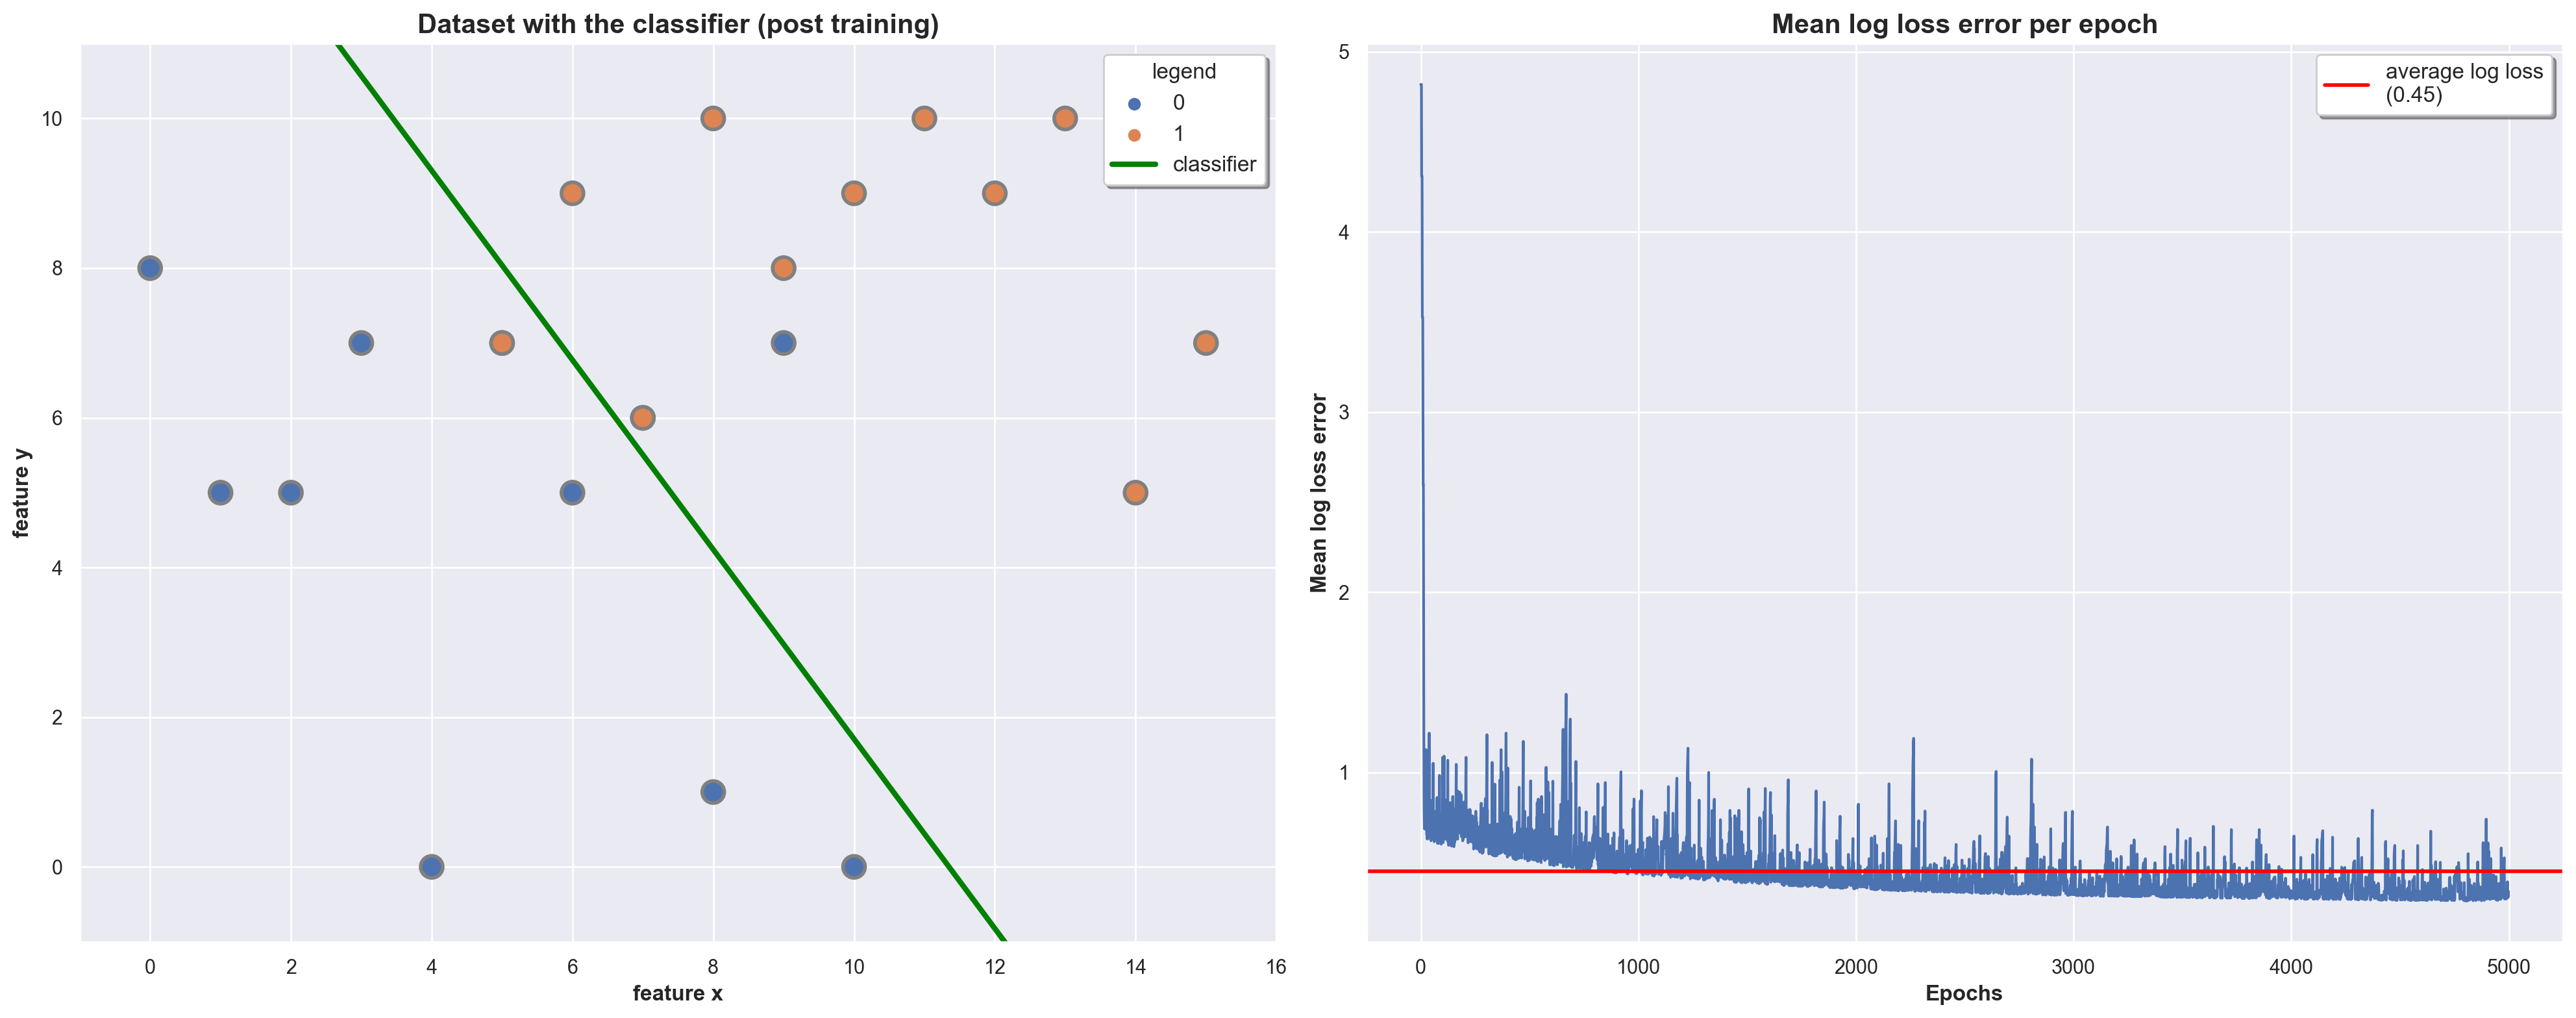 Dataset with the classifier (post training)
legend
0
1
classifier
10
8
6
4
2
0
feature y
0 2 4 6 8 10 12 14 16
feature x
Mean log loss error per epoch
average log loss
(0.45)
5
4
3
2
1
Mean log loss error
0 1000 2000 3000 4000 5000
Epochs